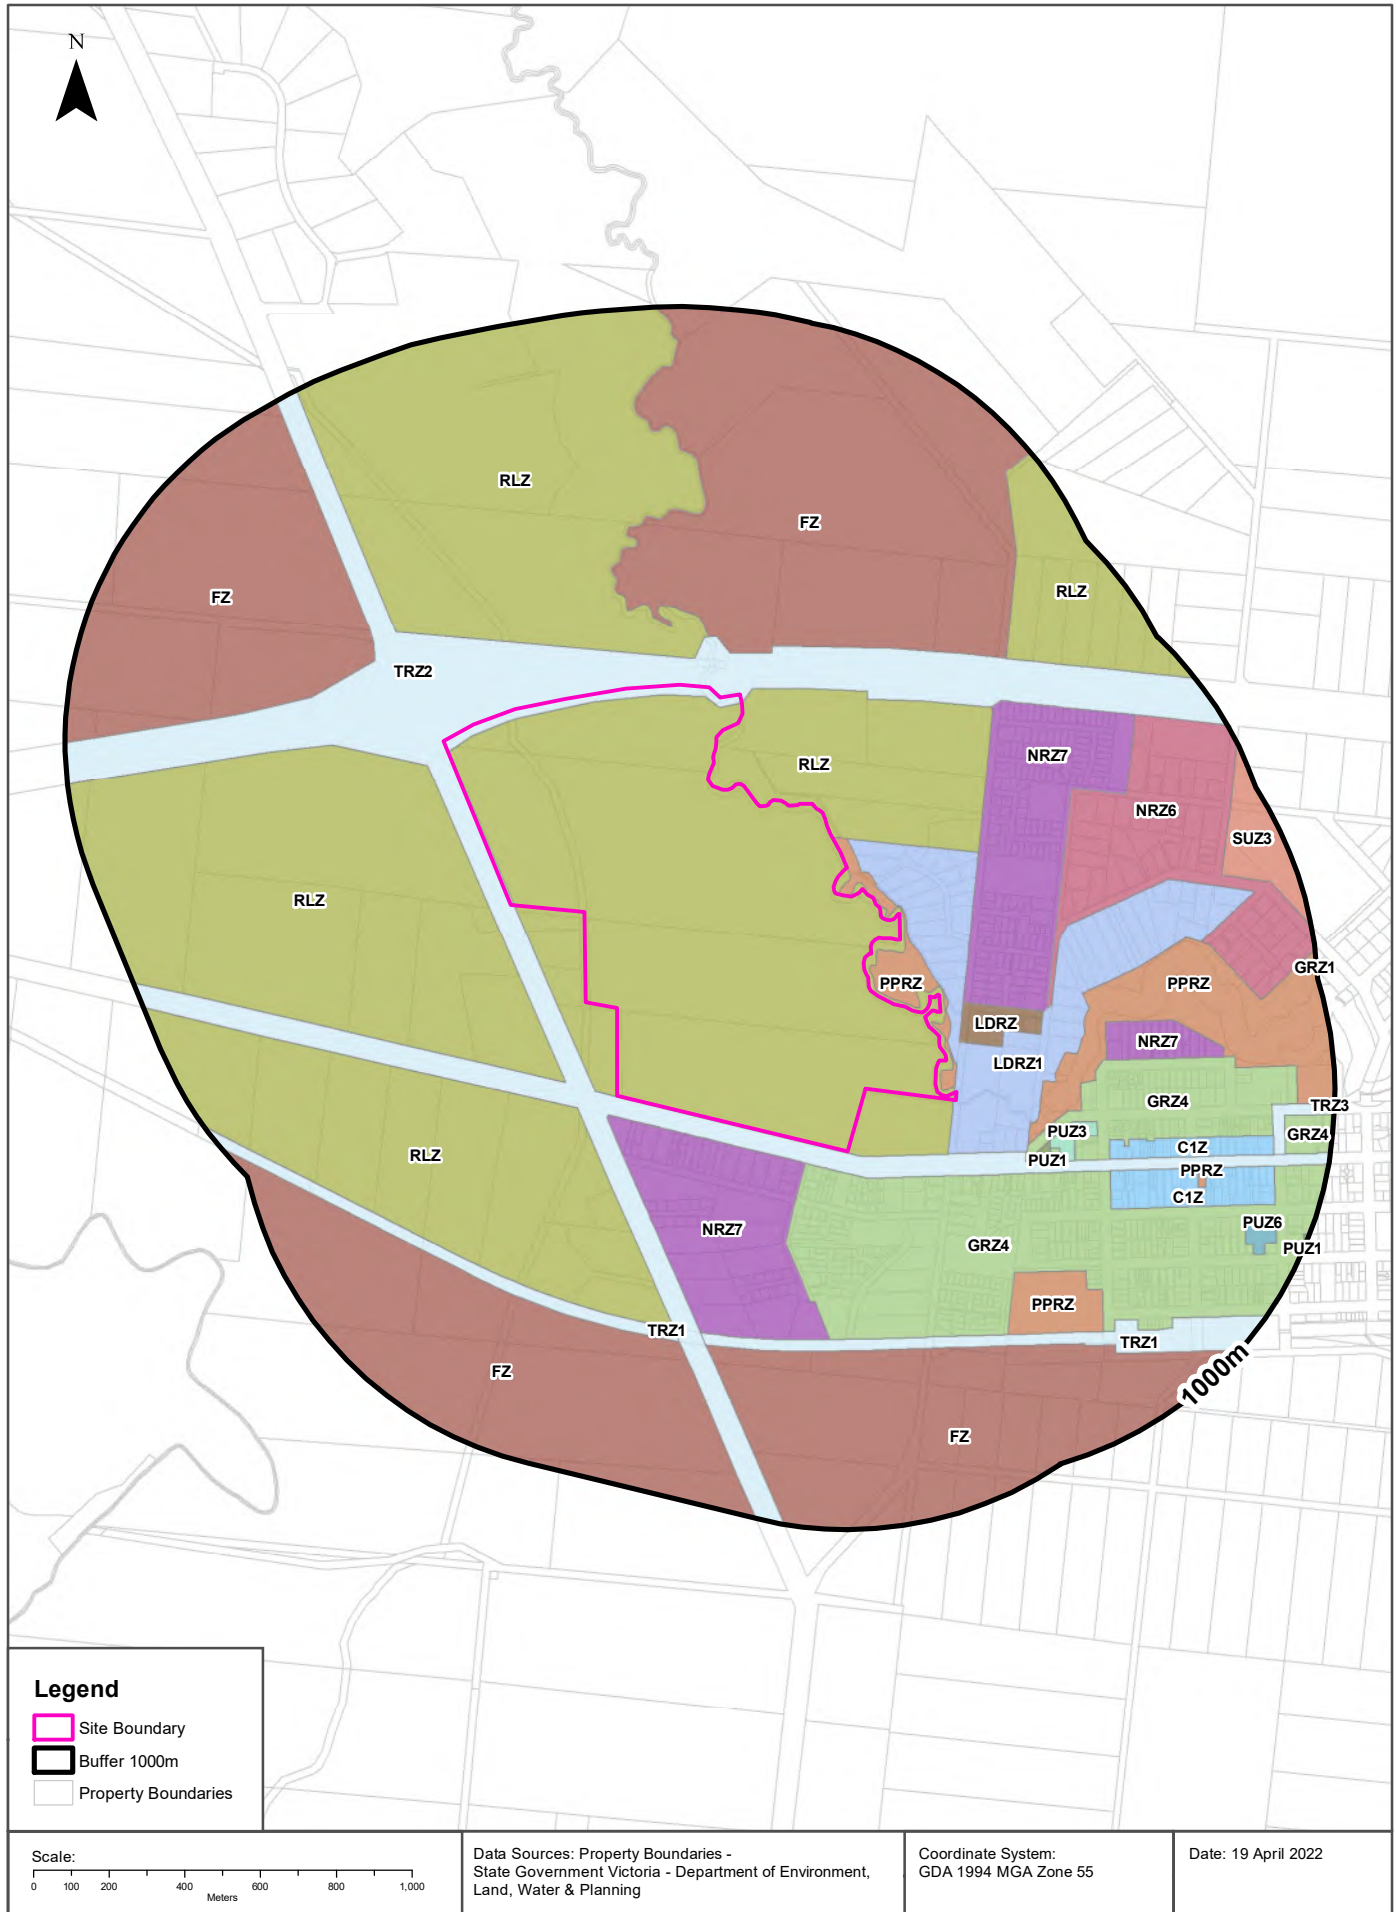 N
RLZ
FZ
FZ
RLZ
TRZ2
RLZ
NRZ7
NRZ6
SUZ3
RLZ
GRZ1
PPRZ
PPRZ
LDRZ
NRZ7
LDRZ1
GRZ4
TRZ3
PUZ3
GRZ4
C1Z
PUZ1
PPRZ
RLZ
C1Z
NRZ7
PUZ6
GRZ4
PUZ1
PPRZ
TRZ1
TRZ1
FZ
1000m
FZ
Legend
Site Boundary
Buffer 1000m
Property Boundaries
Scale:
0 100 200 400 600 800 1,000
Meters
Data Sources: Property Boundaries -
State Government Victoria - Department of Environment,
Land, Water & Planning
Coordinate System:
GDA 1994 MGA Zone 55
Date: 19 April 2022